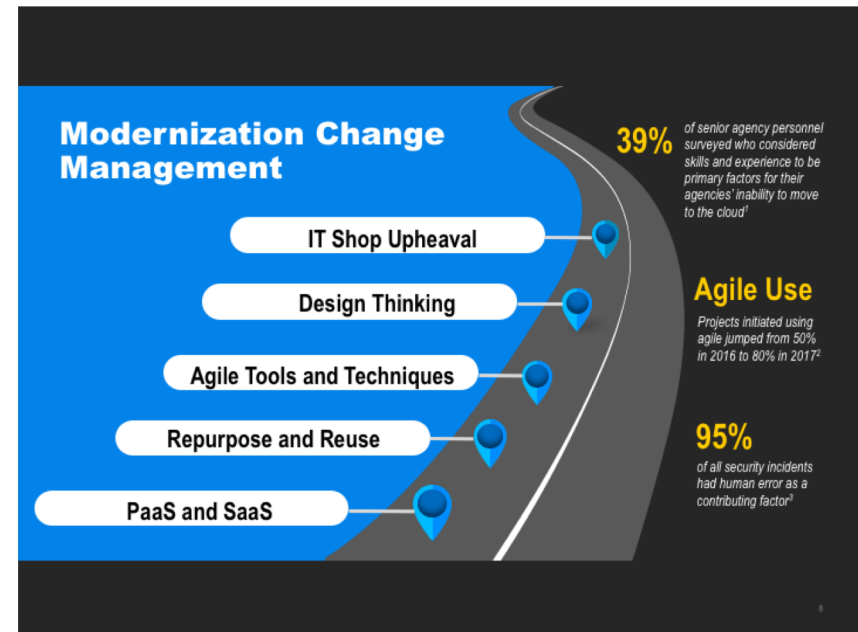 Modernization Change
Management
IT Shop Upheaval
Design Thinking
Agile Tools and Techniques
Repurpose and Reuse
PaaS and SaaS
39%
of senior agency personnel
surveyed who considered
skills and experience to be
primary factors for their
agencies' inability to move
to the cloud¹
Agile Use
Projects initiated using
agile jumped from 50%
in 2016 to 80% in 2017²
95%
of all security incidents
had human error as a
contributing factor³
8